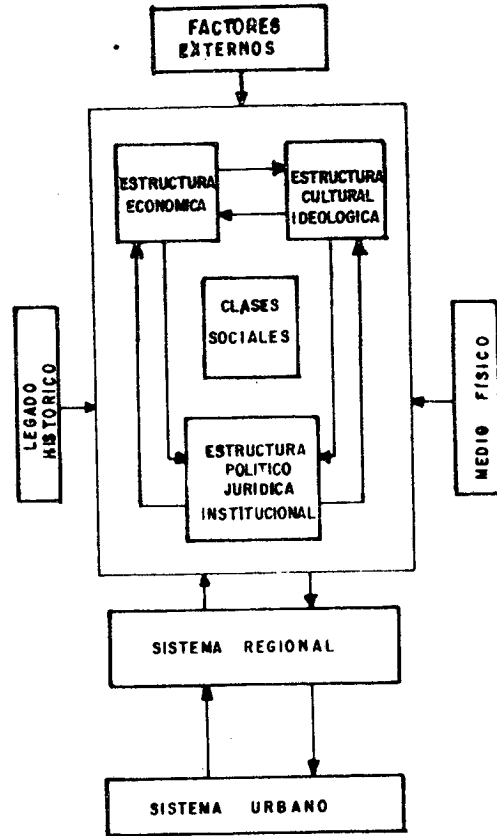 FACTORES
EXTERNOS
ESTRUCTURA
ECONOMICA
ESTRUCTURA
CULTURAL
IDEOLOGICA
CLASES
SOCIALES
LEGADO
HISTORICO
MEDIO FÍSICO
ESTRUCTURA
POLITICO
JURIDICA
INSTITUCIONAL
SISTEMA REGIONAL
SISTEMA URBANO